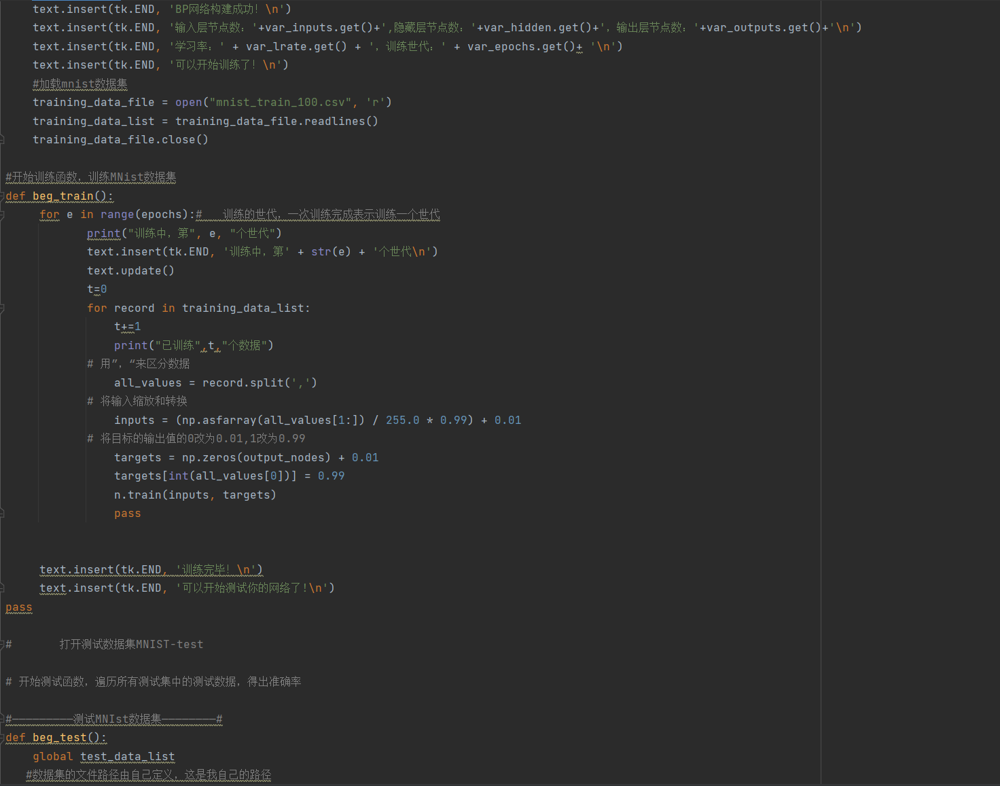 text.insert(tk.END, 'BP网络构建成功！\n')
text.insert(tk.END, '输入层节点数：'+var_inputs.get()+',隐藏层节点数：'+var_hidden.get()+'，输出层节点数：'+var_outputs.get()+'\n')
text.insert(tk.END, '学习率：' + var_lrate.get() + '，训练世代：' + var_epochs.get()+ '\n')
text.insert(tk.END, '可以开始训练了！\n')
#加载mnist数据集
training_data_file = open("mnist_train_100.csv", 'r')
training_data_list = training_data_file.readlines()
training_data_file.close()
#开始训练函数，训练MNist数据集
def beg_train():
for e in range(epochs):#   训练的世代，一次训练完成表示训练一个世代
print("训练中，第", e, "个世代")
text.insert(tk.END, '训练中，第' + str(e) + '个世代\n')
text.update()
t=0
for record in training_data_list:
t+=1
print("已训练",t,"个数据")
# 用”，“来区分数据
all_values = record.split(',')
# 将输入缩放和转换
inputs = (np.asfarray(all_values[1:]) / 255.0 * 0.99) + 0.01
# 将目标的输出值的0改为0.01,1改为0.99
targets = np.zeros(output_nodes) + 0.01
targets[int(all_values[0])] = 0.99
n.train(inputs, targets)
pass
text.insert(tk.END, '训练完毕！\n')
text.insert(tk.END, '可以开始测试你的网络了!\n')
pass
#       打开测试数据集MNIST-test
# 开始测试函数，遍历所有测试集中的测试数据，得出准确率
#—————————测试MNIst数据集————————#
def beg_test():
global test_data_list
#数据集的文件路径由自己定义，这是我自己的路径